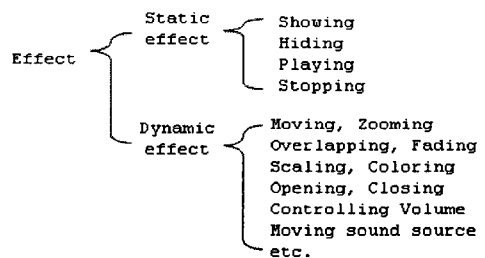 Effect
Static
effect
Showing
Hiding
Playing
Stopping
Dynamic
effect
Moving, Zooming
Overlapping, Fading
Scaling, Coloring
Opening, Closing
Controlling Volume
Moving sound source
etc.